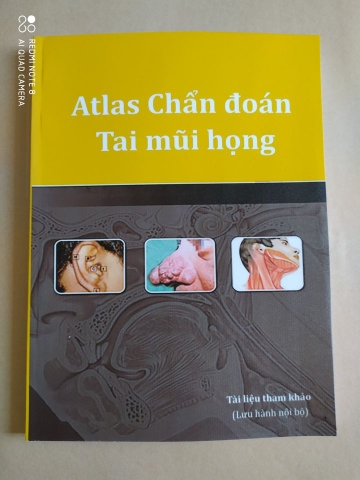 REDMI NOTE 8
AI QUAD CAMERA
Atlas Chẩn đoán
Tai mũi họng
Tài liệu tham khảo
(Lưu hành nội bộ)